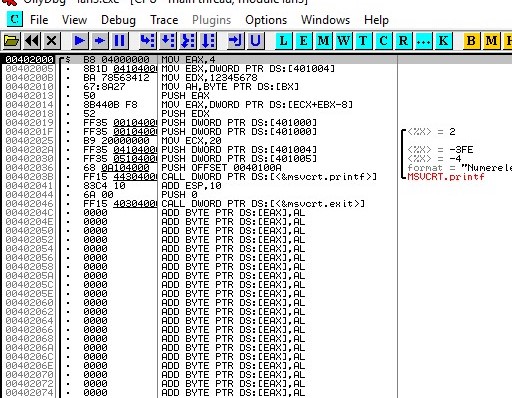 OllyDbg - lab3.exe - [CPU - main thread, module lab3]
C File View Debug Trace Plugins Options Windows Help
L E M W T C R ... K B M H
00402000 $ B8 04000000 MOV EAX,4
00402005 8B1D 04104000 MOV EBX,DWORD PTR DS:[401004]
0040200B BA 78563412 MOV EDX,12345678
00402010 67:8A27 MOV AH,BYTE PTR DS:[BX]
00402013 50 PUSH EAX
00402014 8B440B F8 MOV EAX,DWORD PTR DS:[ECX+EBX-8]
00402018 52 PUSH EDX
00402019 FF35 00104000 PUSH DWORD PTR DS:[401000]
0040201F FF35 00104000 PUSH DWORD PTR DS:[401000] <%X> = 2
00402025 B9 20000000 MOV ECX,20
0040202A FF35 01104000 PUSH DWORD PTR DS:[401001] <%X> = -3FE
00402030 FF35 05104000 PUSH DWORD PTR DS:[401005] <%X> = -4
00402036 68 0A104000 PUSH OFFSET 0040100A format = "Numerele
0040203B FF15 44304000 CALL DWORD PTR DS:[<&msvcrt.printf>] MSVCRT.printf
00402041 83C4 10 ADD ESP,10
00402044 6A 00 PUSH 0
00402046 FF15 40304000 CALL DWORD PTR DS:[<&msvcrt.exit>]
0040204C 0000 ADD BYTE PTR DS:[EAX],AL
0040204E 0000 ADD BYTE PTR DS:[EAX],AL
00402050 0000 ADD BYTE PTR DS:[EAX],AL
00402052 0000 ADD BYTE PTR DS:[EAX],AL
00402054 0000 ADD BYTE PTR DS:[EAX],AL
00402056 0000 ADD BYTE PTR DS:[EAX],AL
00402058 0000 ADD BYTE PTR DS:[EAX],AL
0040205A 0000 ADD BYTE PTR DS:[EAX],AL
0040205C 0000 ADD BYTE PTR DS:[EAX],AL
0040205E 0000 ADD BYTE PTR DS:[EAX],AL
00402060 0000 ADD BYTE PTR DS:[EAX],AL
00402062 0000 ADD BYTE PTR DS:[EAX],AL
00402064 0000 ADD BYTE PTR DS:[EAX],AL
00402066 0000 ADD BYTE PTR DS:[EAX],AL
00402068 0000 ADD BYTE PTR DS:[EAX],AL
0040206A 0000 ADD BYTE PTR DS:[EAX],AL
0040206C 0000 ADD BYTE PTR DS:[EAX],AL
0040206E 0000 ADD BYTE PTR DS:[EAX],AL
00402070 0000 ADD BYTE PTR DS:[EAX],AL
00402072 0000 ADD BYTE PTR DS:[EAX],AL
00402074 0000 ADD BYTE PTR DS:[EAX],AL